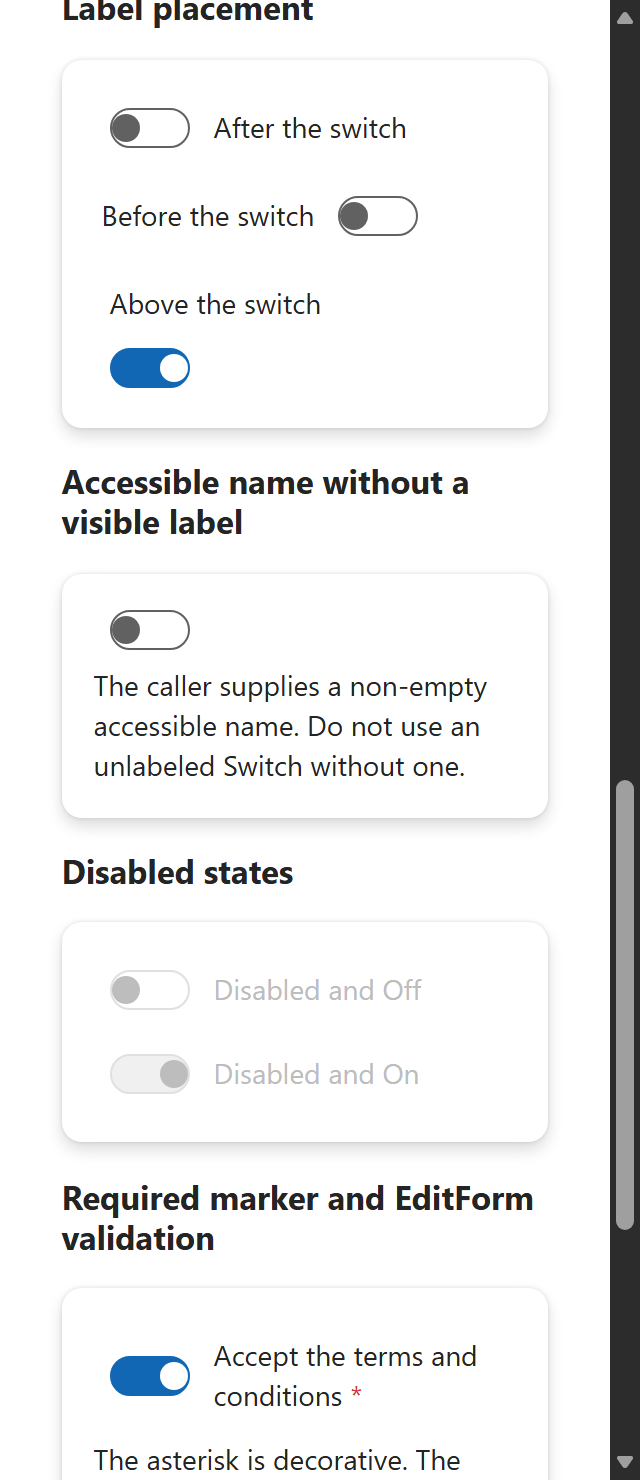 Label placement
After the switch
Before the switch
Above the switch
Accessible name without a
visible label
The caller supplies a non-empty
accessible name. Do not use an
unlabeled Switch without one.
Disabled states
Disabled and Off
Disabled and On
Required marker and EditForm
validation
Accept the terms and
conditions *
The asterisk is decorative. The